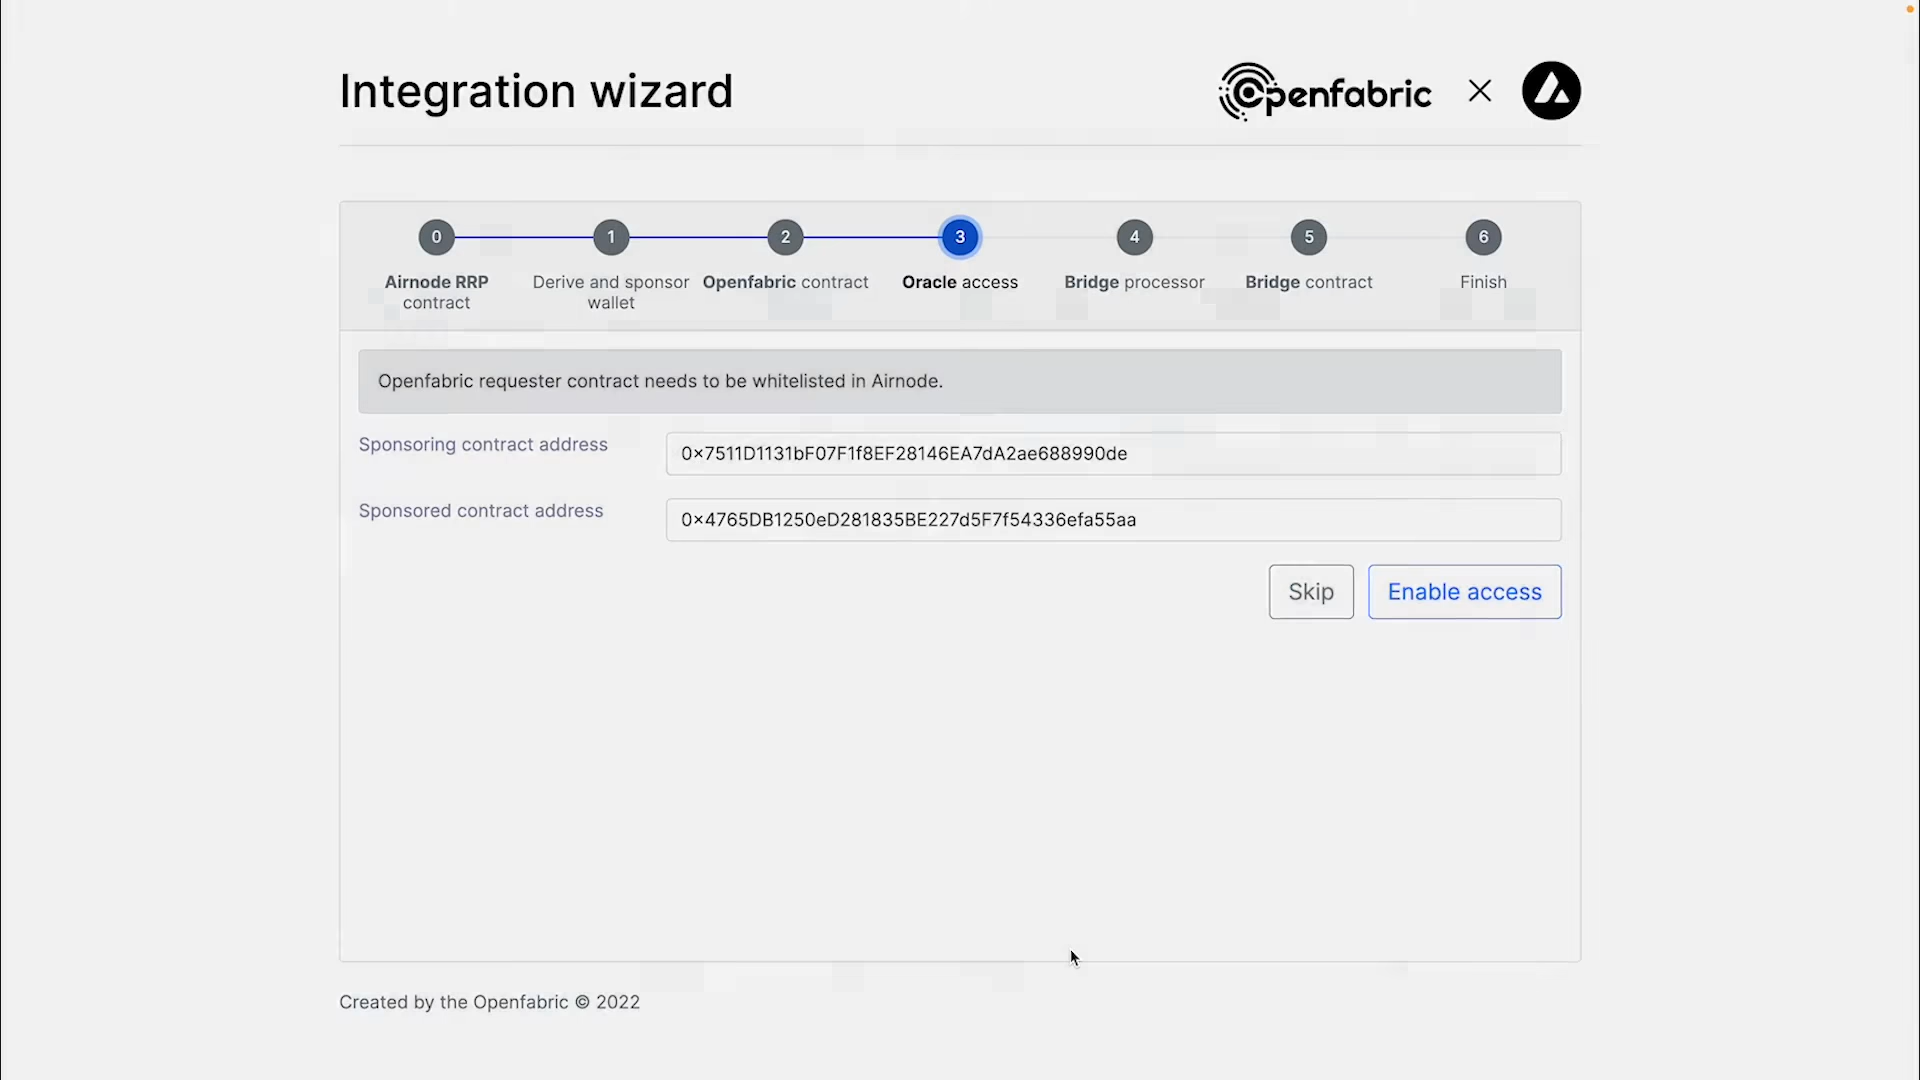 Integration wizard
Openfabric
0
1
2
3
4
5
6
Airnode RRP
contract
Derive and sponsor
wallet
Openfabric contract
Oracle access
Bridge processor
Bridge contract
Finish
Openfabric requester contract needs to be whitelisted in Airnode.
Sponsoring contract address
0x7511D1131bF07F1f8EF28146EA7dA2ae688990de
Sponsored contract address
0x4765DB1250eD281835BE227d5F7f54336efa55aa
Skip
Enable access
Created by the Openfabric © 2022